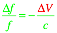 Δf/f = − ΔV/c